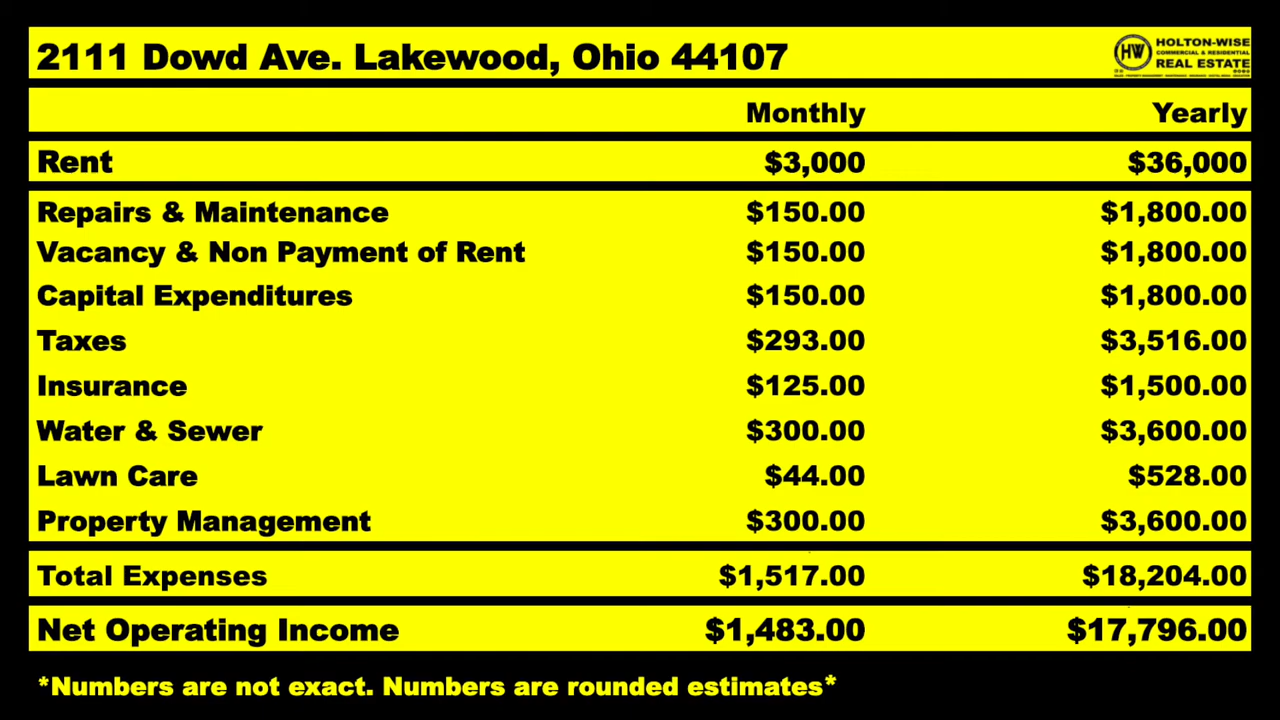 2111 Dowd Ave. Lakewood, Ohio 44107
HW
HOLTON-WISE
COMMERCIAL & RESIDENTIAL
REAL ESTATE
Monthly Yearly
Rent $3,000 $36,000
Repairs & Maintenance $150.00 $1,800.00
Vacancy & Non Payment of Rent $150.00 $1,800.00
Capital Expenditures $150.00 $1,800.00
Taxes $293.00 $3,516.00
Insurance $125.00 $1,500.00
Water & Sewer $300.00 $3,600.00
Lawn Care $44.00 $528.00
Property Management $300.00 $3,600.00
Total Expenses $1,517.00 $18,204.00
Net Operating Income $1,483.00 $17,796.00
*Numbers are not exact. Numbers are rounded estimates*